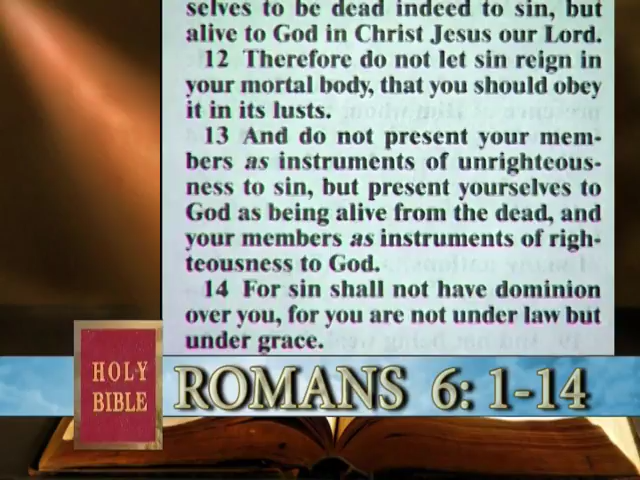 selves to be dead indeed to sin, but
alive to God in Christ Jesus our Lord.
12 Therefore do not let sin reign in
your mortal body, that you should obey
it in its lusts.
13 And do not present your mem-
bers as instruments of unrighteous-
ness to sin, but present yourselves to
God as being alive from the dead, and
your members as instruments of righ-
teousness to God.
14 For sin shall not have dominion
over you, for you are not under law but
under grace.
HOLY
BIBLE
ROMANS 6: 1-14